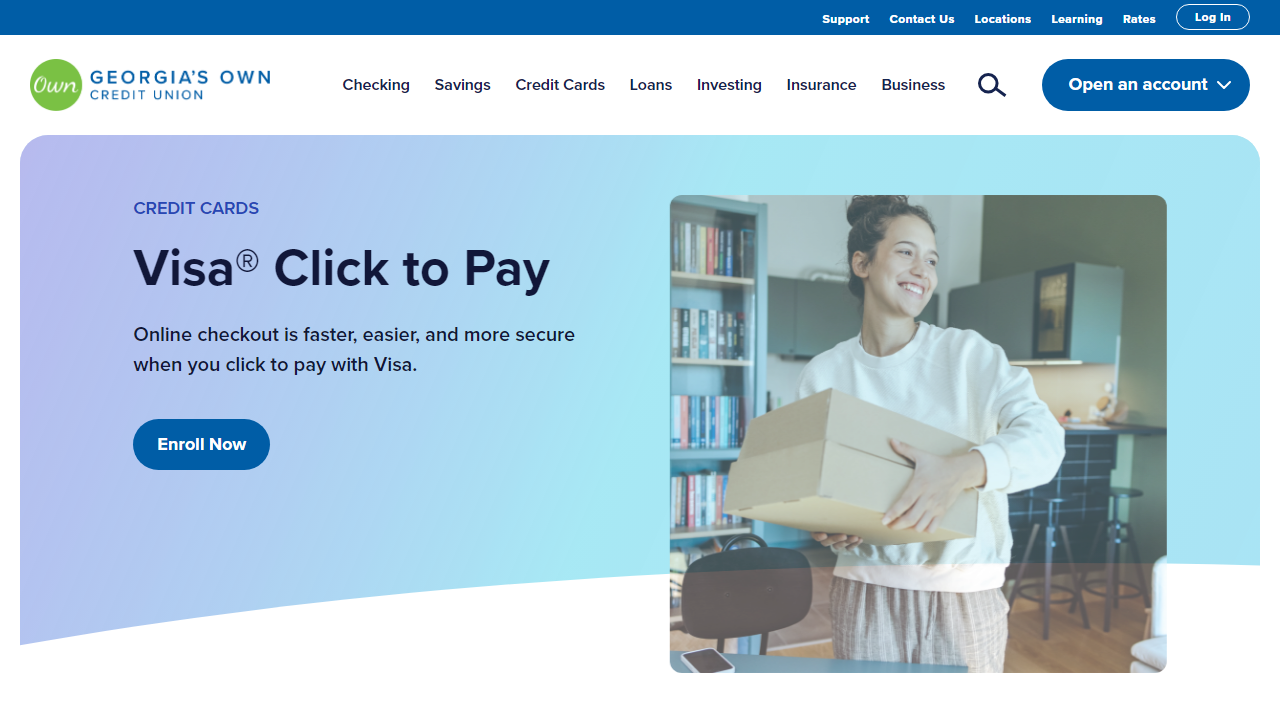 Support Contact Us Locations Learning Rates Log In
Own GEORGIA'S OWN
CREDIT UNION
Checking Savings Credit Cards Loans Investing Insurance Business Open an account
CREDIT CARDS
Visa® Click to Pay
Online checkout is faster, easier, and more secure
when you click to pay with Visa.
Enroll Now